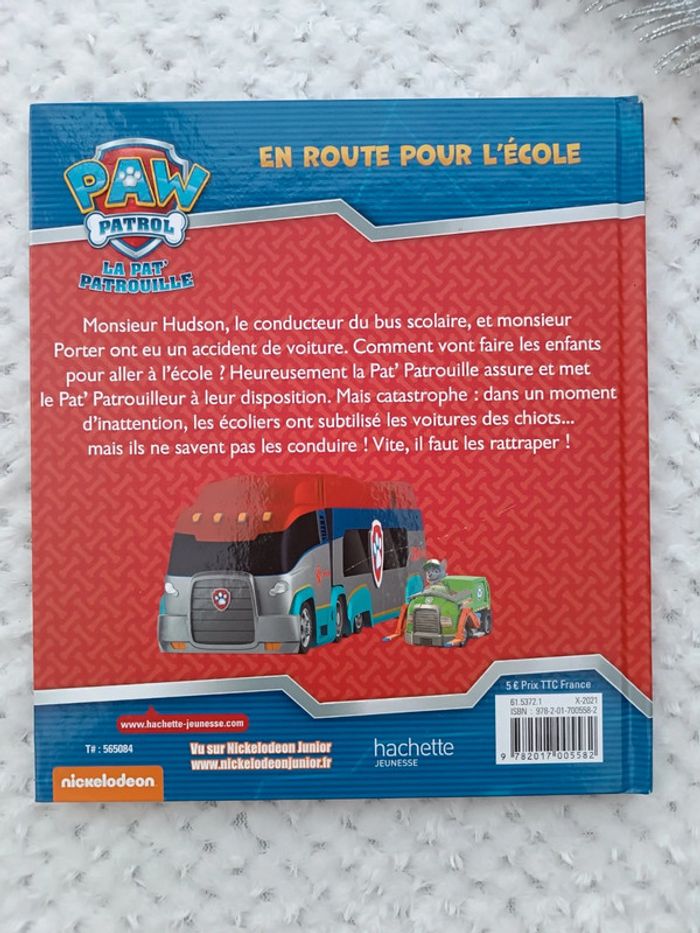 EN ROUTE POUR L'ÉCOLE
PAW
PATROL
LA PAT'
PATROUILLE
Monsieur Hudson, le conducteur du bus scolaire, et monsieur
Porter ont eu un accident de voiture. Comment vont faire les enfants
pour aller à l'école ? Heureusement la Pat' Patrouille assure et met
le Pat' Patrouilleur à leur disposition. Mais catastrophe : dans un moment
d'inattention, les écoliers ont subtilisé les voitures des chiots...
mais ils ne savent pas les conduire ! Vite, il faut les rattraper !
5 € Prix TTC France
61.5372.1 X-2021
ISBN : 978-2-01-700558-2
9 782017 005582
www.hachette-jeunesse.com
T# : 565084
Vu sur Nickelodeon Junior
www.nickelodeonjunior.fr
hachette
JEUNESSE
nickelodeon